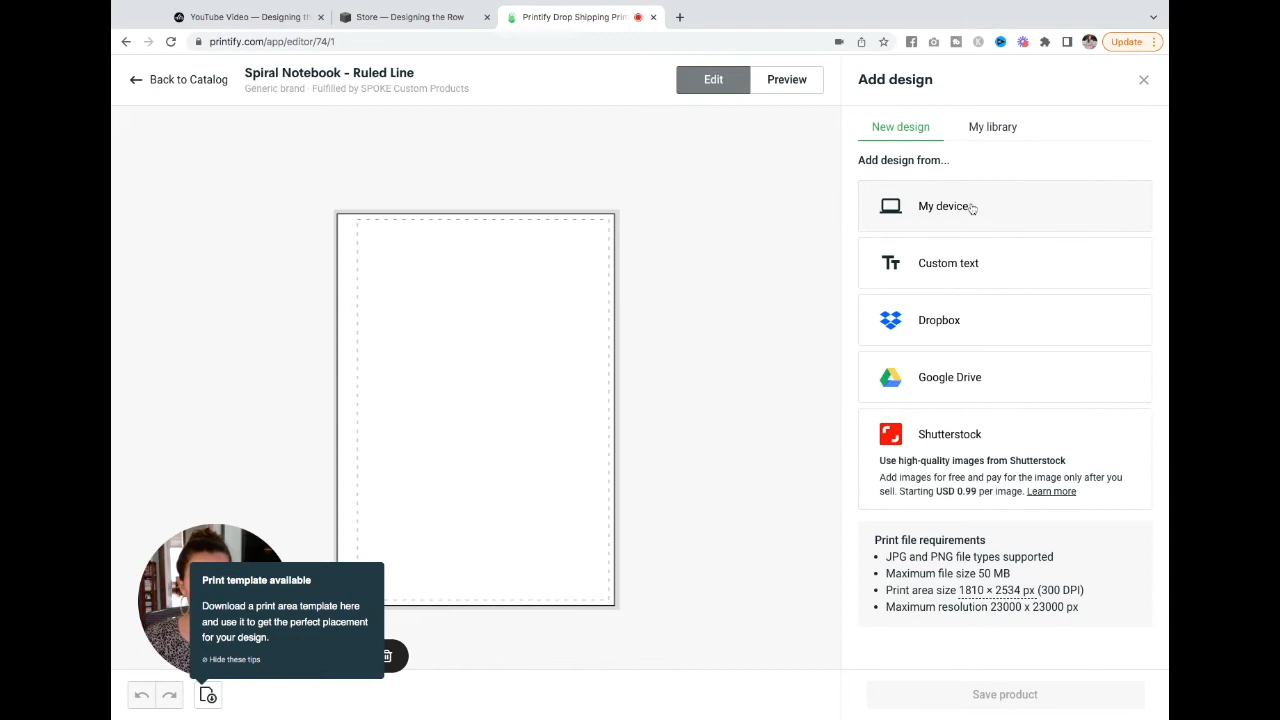 YouTube Video — Designing th
Store — Designing the Row
Printify Drop Shipping Prin
printify.com/app/editor/74/1
Update
Back to Catalog
Spiral Notebook - Ruled Line
Generic brand · Fulfilled by SPOKE Custom Products
Edit
Preview
Add design
New design
My library
Add design from...
My device
Custom text
Dropbox
Google Drive
Shutterstock
Use high-quality images from Shutterstock
Add images for free and pay for the image only after you
sell. Starting USD 0.99 per image. Learn more
Print file requirements
• JPG and PNG file types supported
• Maximum file size 50 MB
• Print area size 1810 × 2534 px (300 DPI)
• Maximum resolution 23000 x 23000 px
Print template available
Download a print area template here
and use it to get the perfect placement
for your design.
Hide these tips
Save product